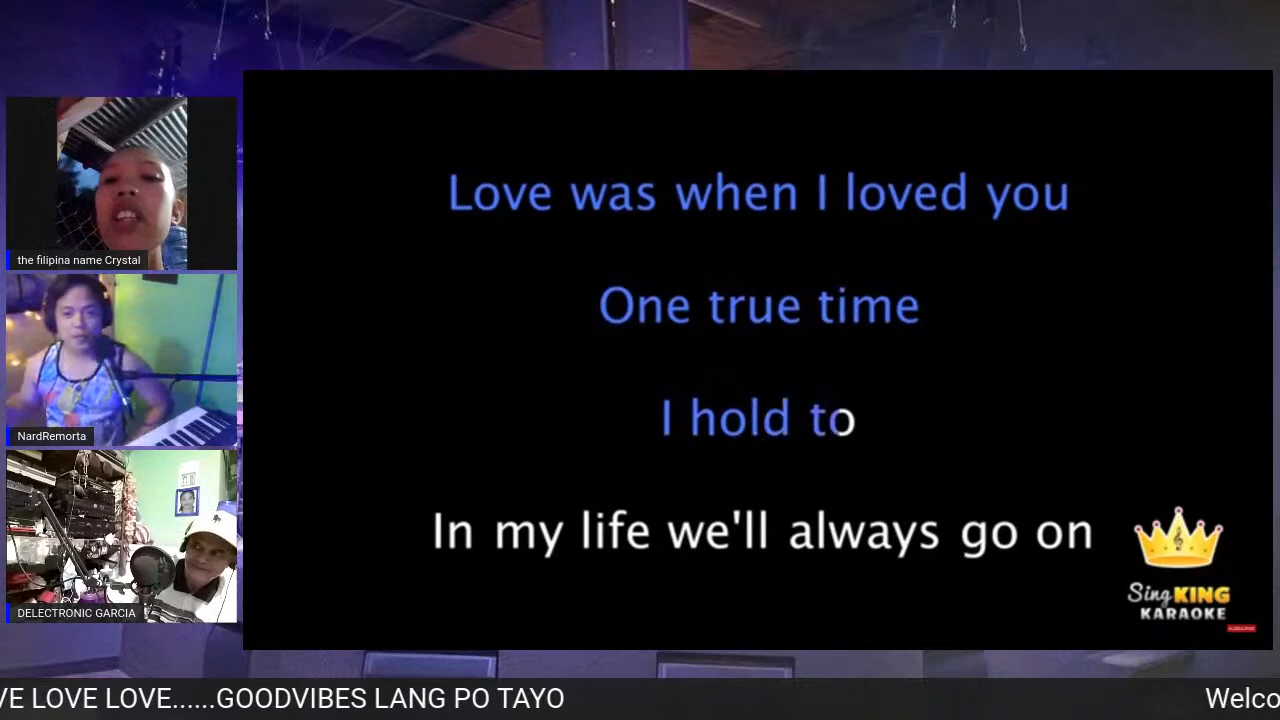 Love was when I loved you
One true time
I hold to
In my life we'll always go on
Sing KING
KARAOKE
SUBSCRIBE
the filipina name Crystal
NardRemorta
DELECTRONIC GARCIA
VE LOVE LOVE......GOODVIBES LANG PO TAYO
Welco